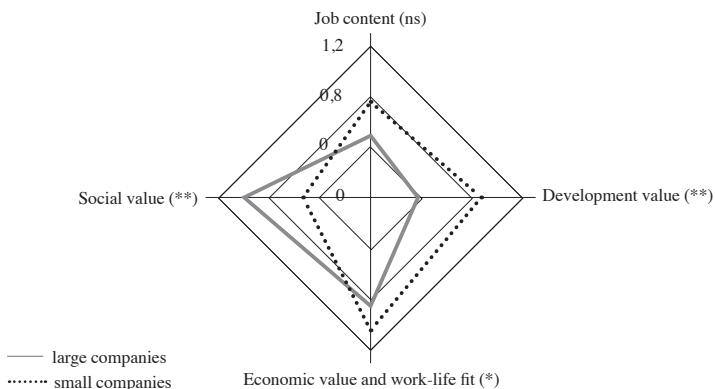 Job content (ns)
1,2
0,8
0
0
Social value (**)
Development value (**)
large companies
small companies
Economic value and work-life fit (*)